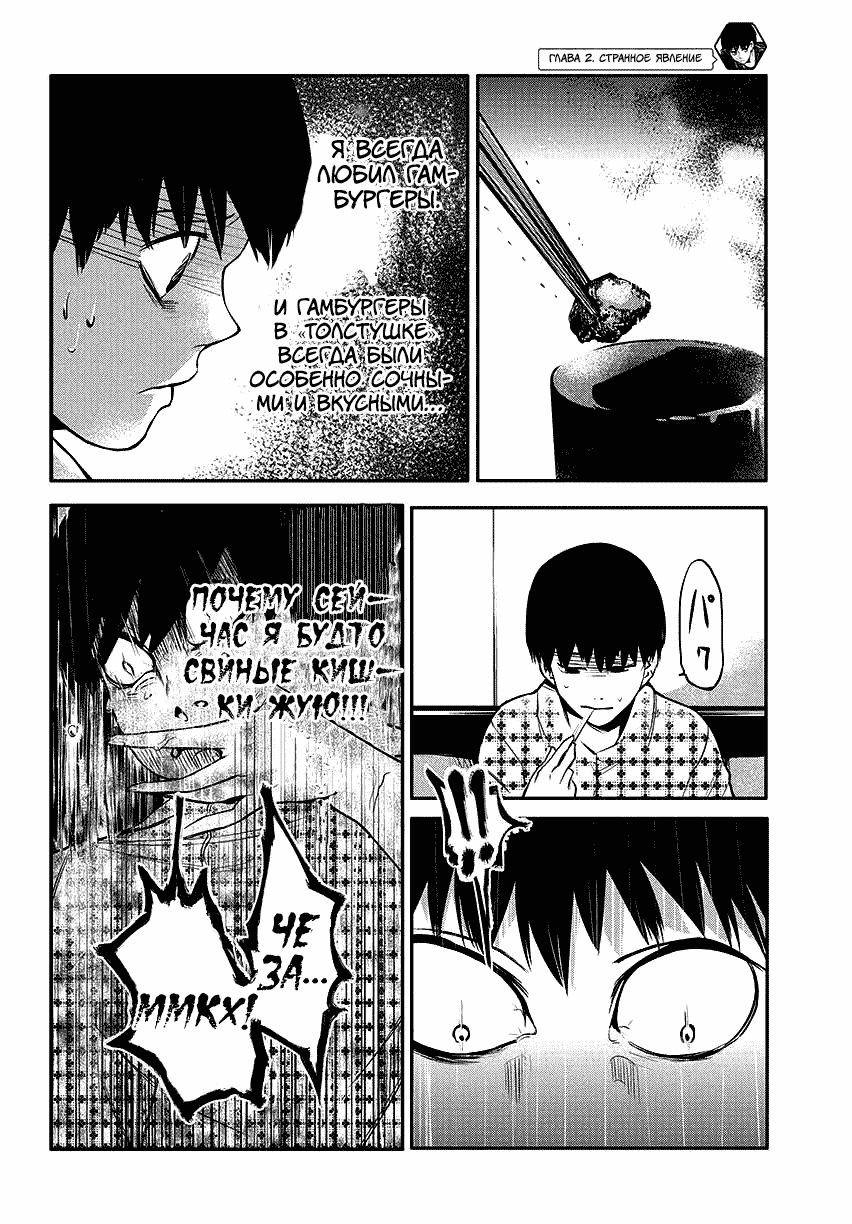 ГЛАВА 2. СТРАННОЕ ЯВЛЕНИЕ
Я ВСЕГДА
ЛЮБИЛ ГАМ-
БУРГЕРЫ.
И ГАМБУРГЕРЫ
В «ТОЛСТУШКЕ»
ВСЕГДА БЫЛИ
ОСОБЕННО СОЧНЫ-
МИ И ВКУСНЫМИ...
パク
!!!
ПОЧЕМУ СЕЙ-
ЧАС Я БУДТО
СВИНЫЕ КИШ-
КИ ЖУЮ!!!
ЧЕ
ЗА...
ММКХ!